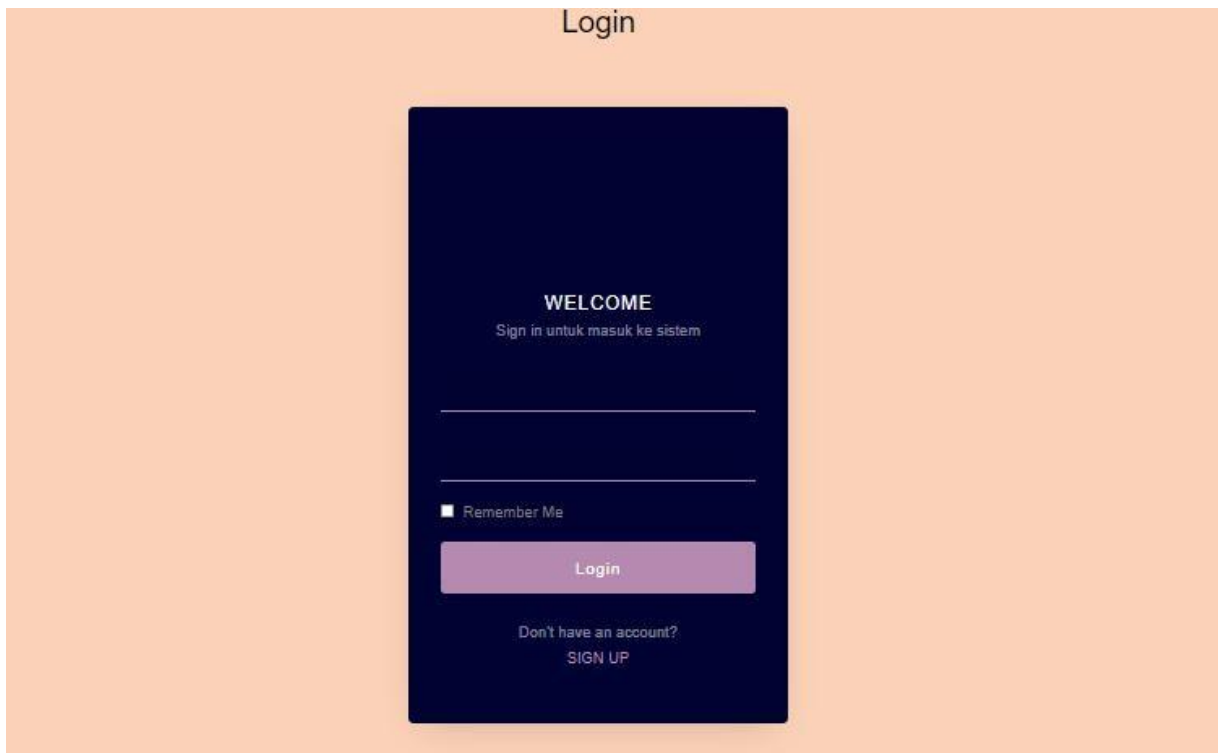 Login
WELCOME
Sign in untuk masuk ke sistem
Remember Me
Login
Don't have an account?
SIGN UP